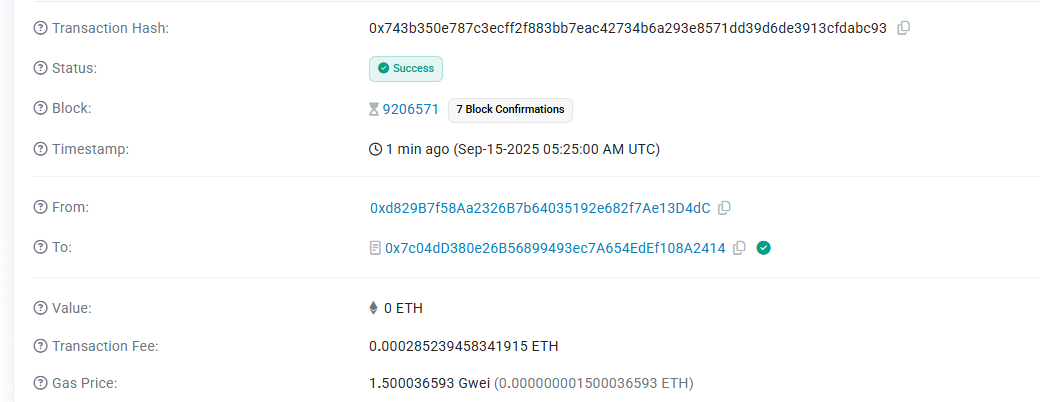 Transaction Hash: 0x743b350e787c3ecff2f883bb7eac42734b6a293e8571dd39d6de3913cfdabc93
Status: Success
Block: 9206571 7 Block Confirmations
Timestamp: 1 min ago (Sep-15-2025 05:25:00 AM UTC)
From: 0xd829B7f58Aa2326B7b64035192e682f7Ae13D4dC
To: 0x7c04dD380e26B56899493ec7A654EdEf108A2414
Value: 0 ETH
Transaction Fee: 0.000285239458341915 ETH
Gas Price: 1.500036593 Gwei (0.000000001500036593 ETH)